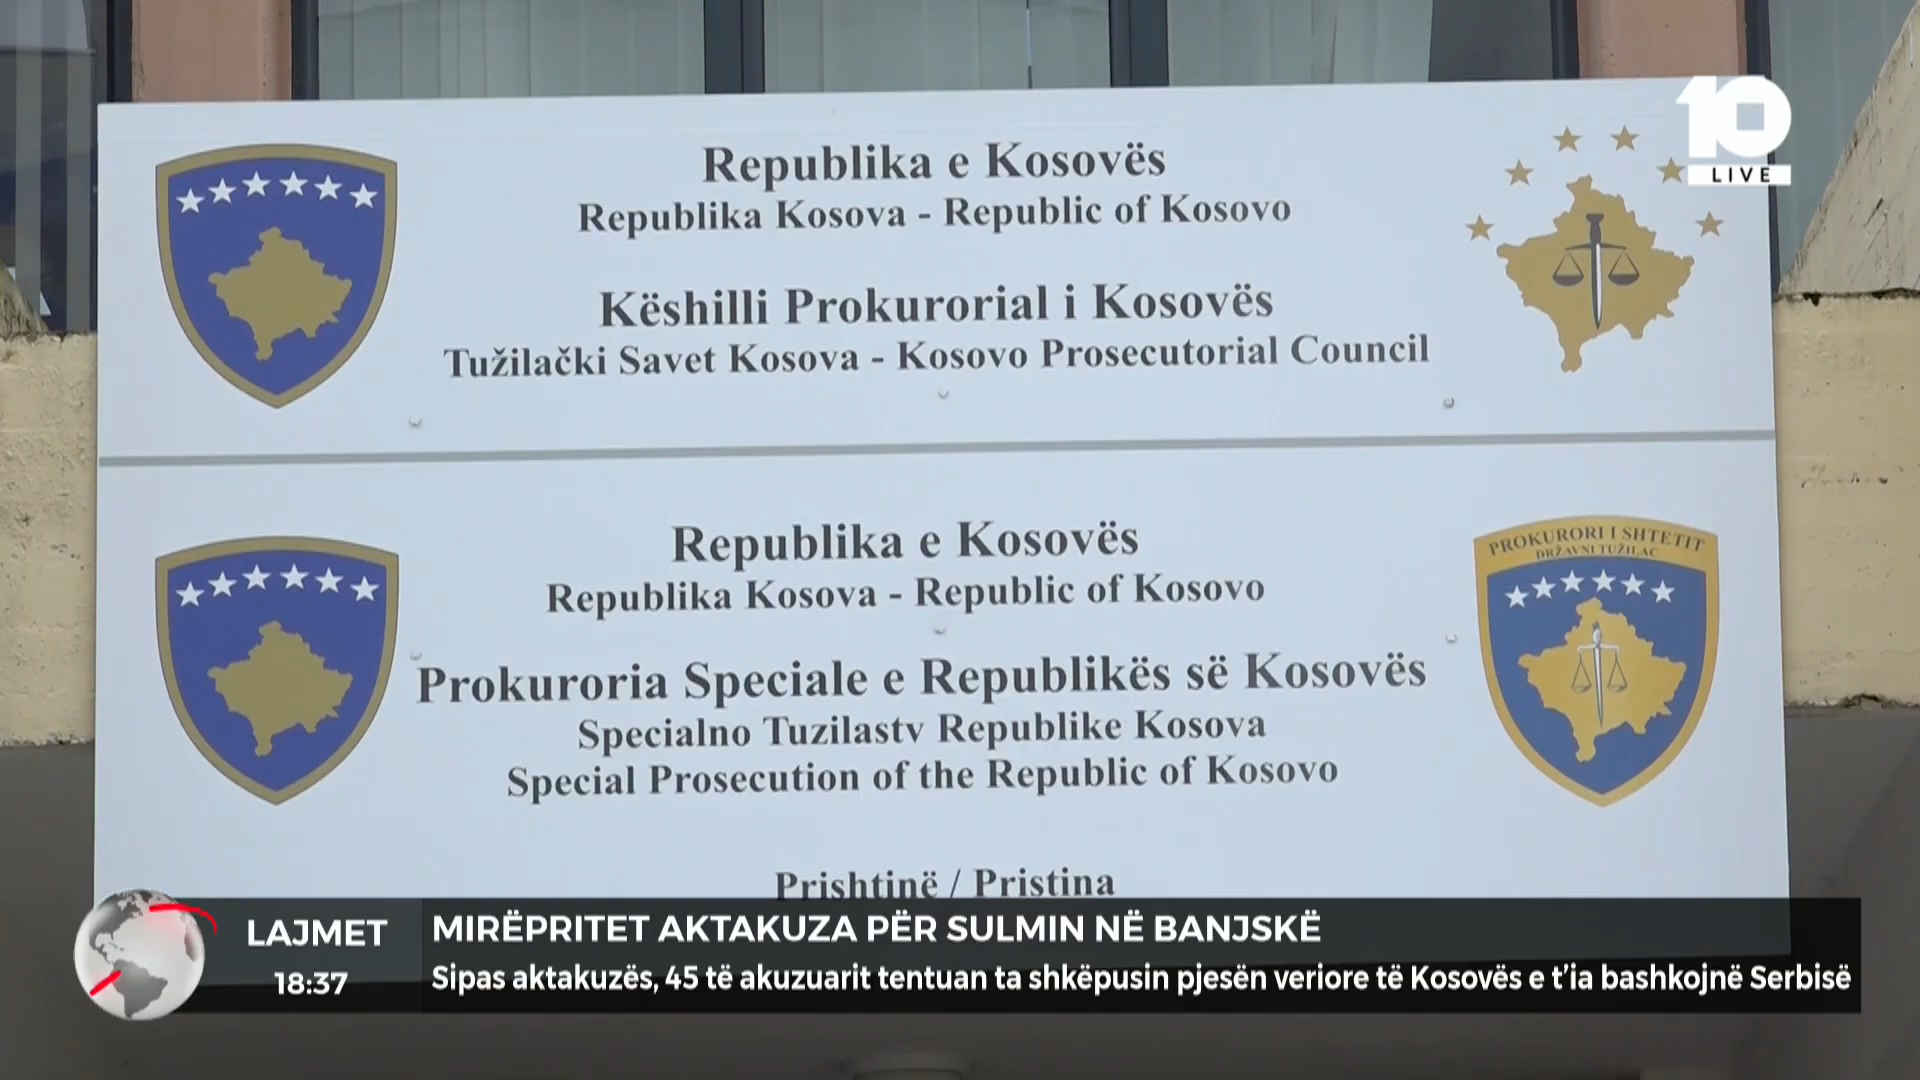 10
LIVE
Republika e Kosovës
Republika Kosova - Republic of Kosovo
Këshilli Prokurorial i Kosovës
Tužilački Savet Kosova - Kosovo Prosecutorial Council
Republika e Kosovës
Republika Kosova - Republic of Kosovo
PROKURORI I SHTETIT
DRŽAVNI TUŽILAC
Prokuroria Speciale e Republikës së Kosovës
Specialno Tuzilastv Republike Kosova
Special Prosecution of the Republic of Kosovo
Prishtinë / Pristina
LAJMET
18:37
MIRËPRITET AKTAKUZA PËR SULMIN NË BANJSKË
Sipas aktakuzës, 45 të akuzuarit tentuan ta shkëpusin pjesën veriore të Kosovës e t’ia bashkojnë Serbisë